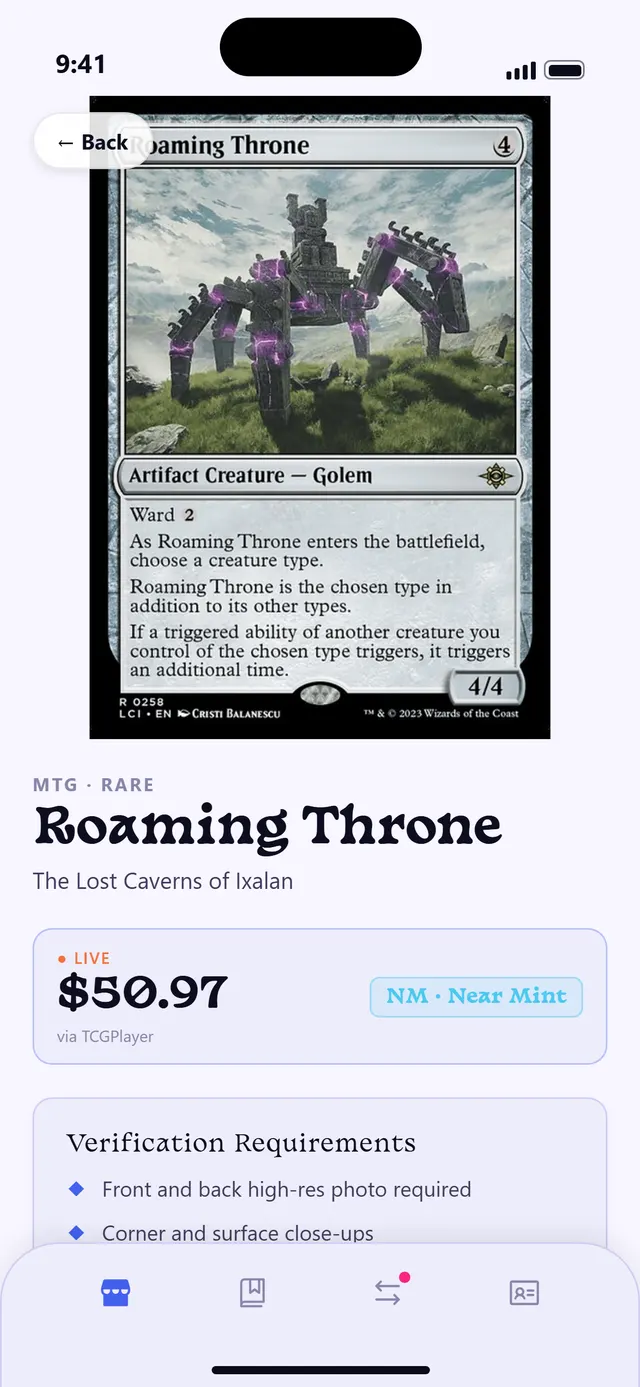 9:41
← Back
Roaming Throne
4
Artifact Creature — Golem
Ward 2
As Roaming Throne enters the battlefield,
choose a creature type.
Roaming Throne is the chosen type in
addition to its other types.
If a triggered ability of another creature you
control of the chosen type triggers, it triggers
an additional time.
4/4
R 0258
LCI • EN CRISTI BALANESCU
™ & © 2023 Wizards of the Coast
MTG · RARE
Roaming Throne
The Lost Caverns of Ixalan
● LIVE
$50.97
NM · Near Mint
via TCGPlayer
Verification Requirements
Front and back high-res photo required
Corner and surface close-ups